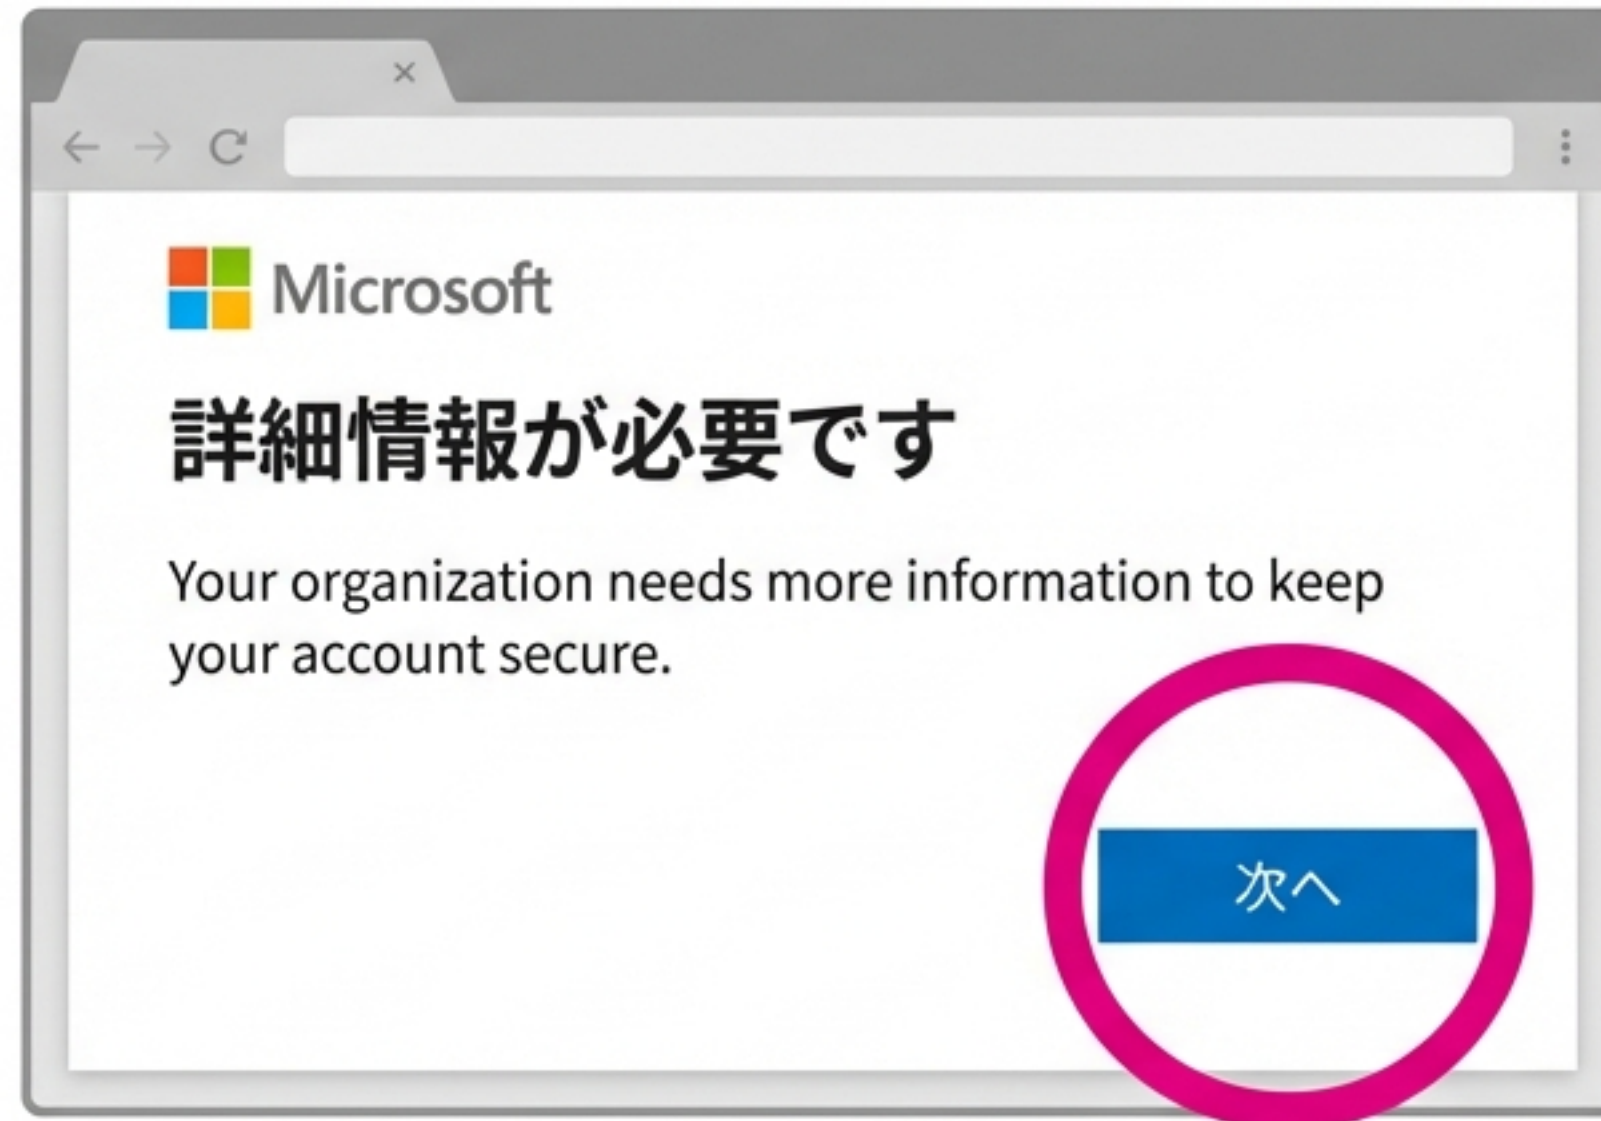 Microsoft
詳細情報が必要です
Your organization needs more information to keep
your account secure.
次へ